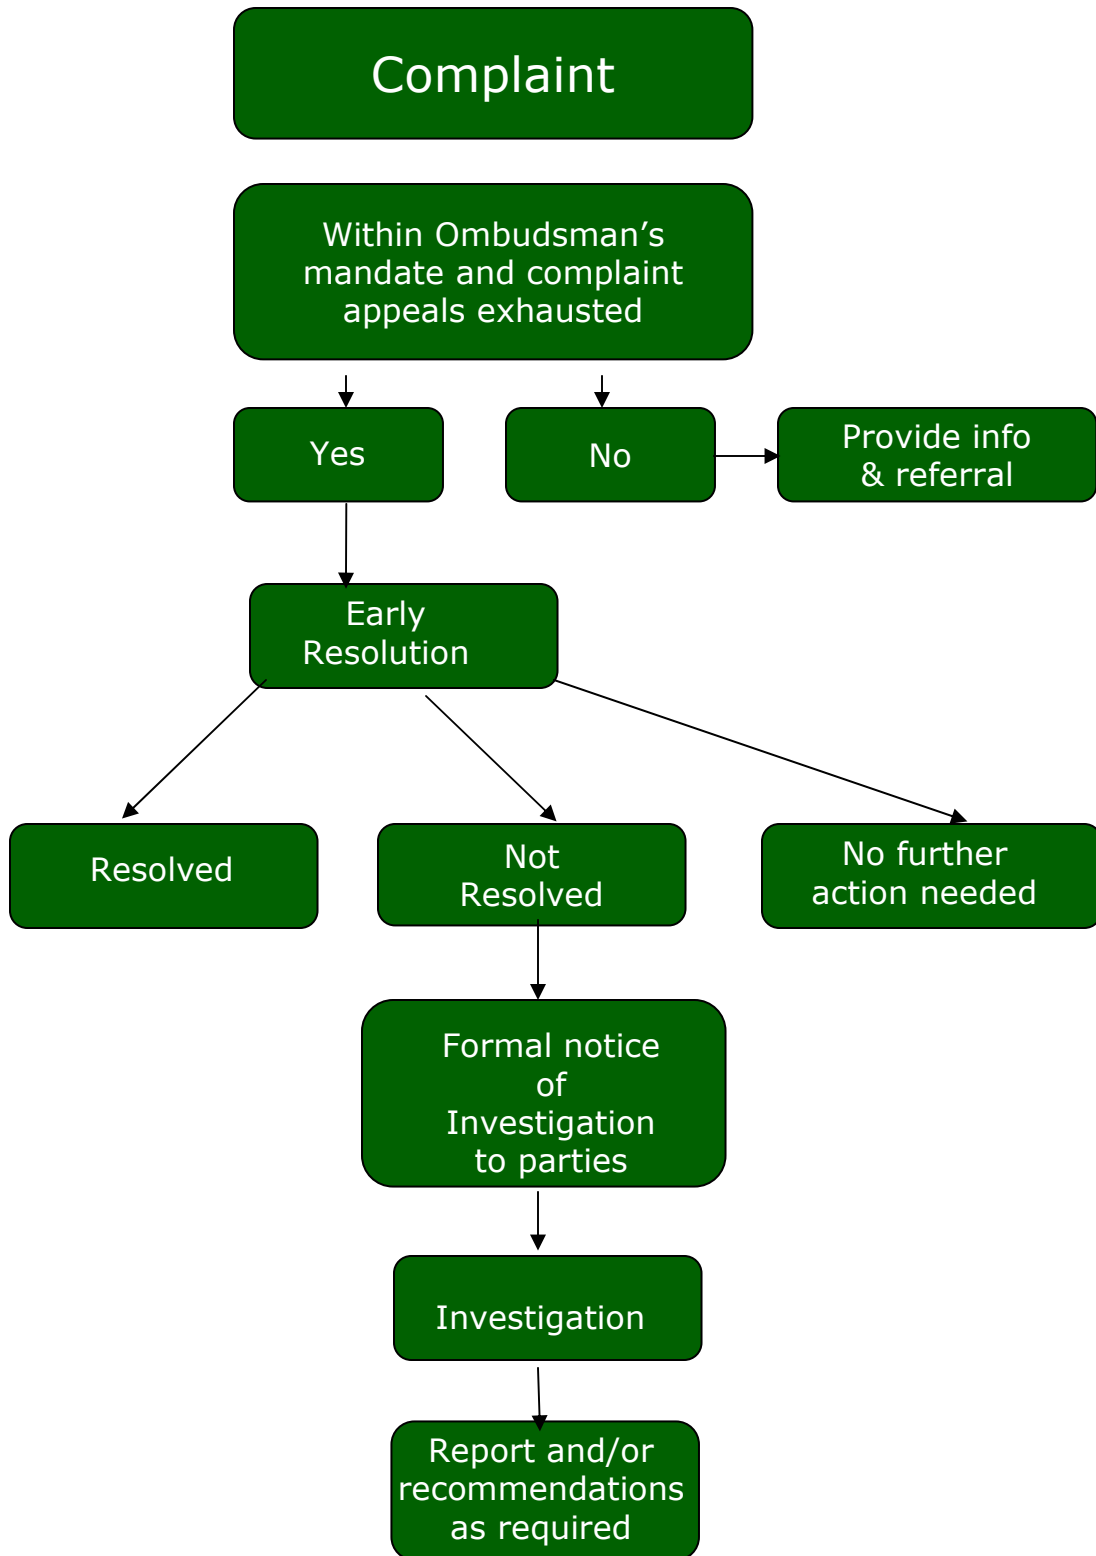 Complaint
Within Ombudsman’s
mandate and complaint
appeals exhausted
Yes
No
Provide info
& referral
Early
Resolution
Resolved
Not
Resolved
No further
action needed
Formal notice
of
Investigation
to parties
Investigation
Report and/or
recommendations
as required